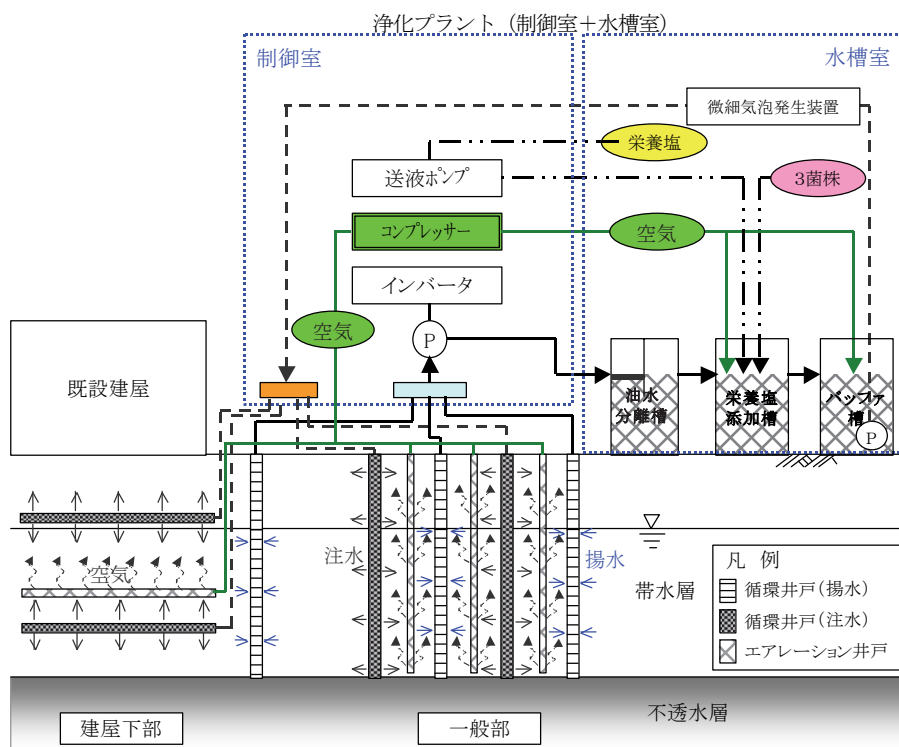 浄化プラント（制御室＋水槽室）
制御室
水槽室
微細気泡発生装置
栄養塩
送液ポンプ
3菌株
コンプレッサー
空気
インバータ
空気
P
既設建屋
油水
分離槽
栄養塩
添加槽
バッファ
槽
P
注水
揚水
空気
帯水層
凡 例
循環井戸(揚水)
循環井戸(注水)
エアレーション井戸
不透水層
建屋下部
一般部